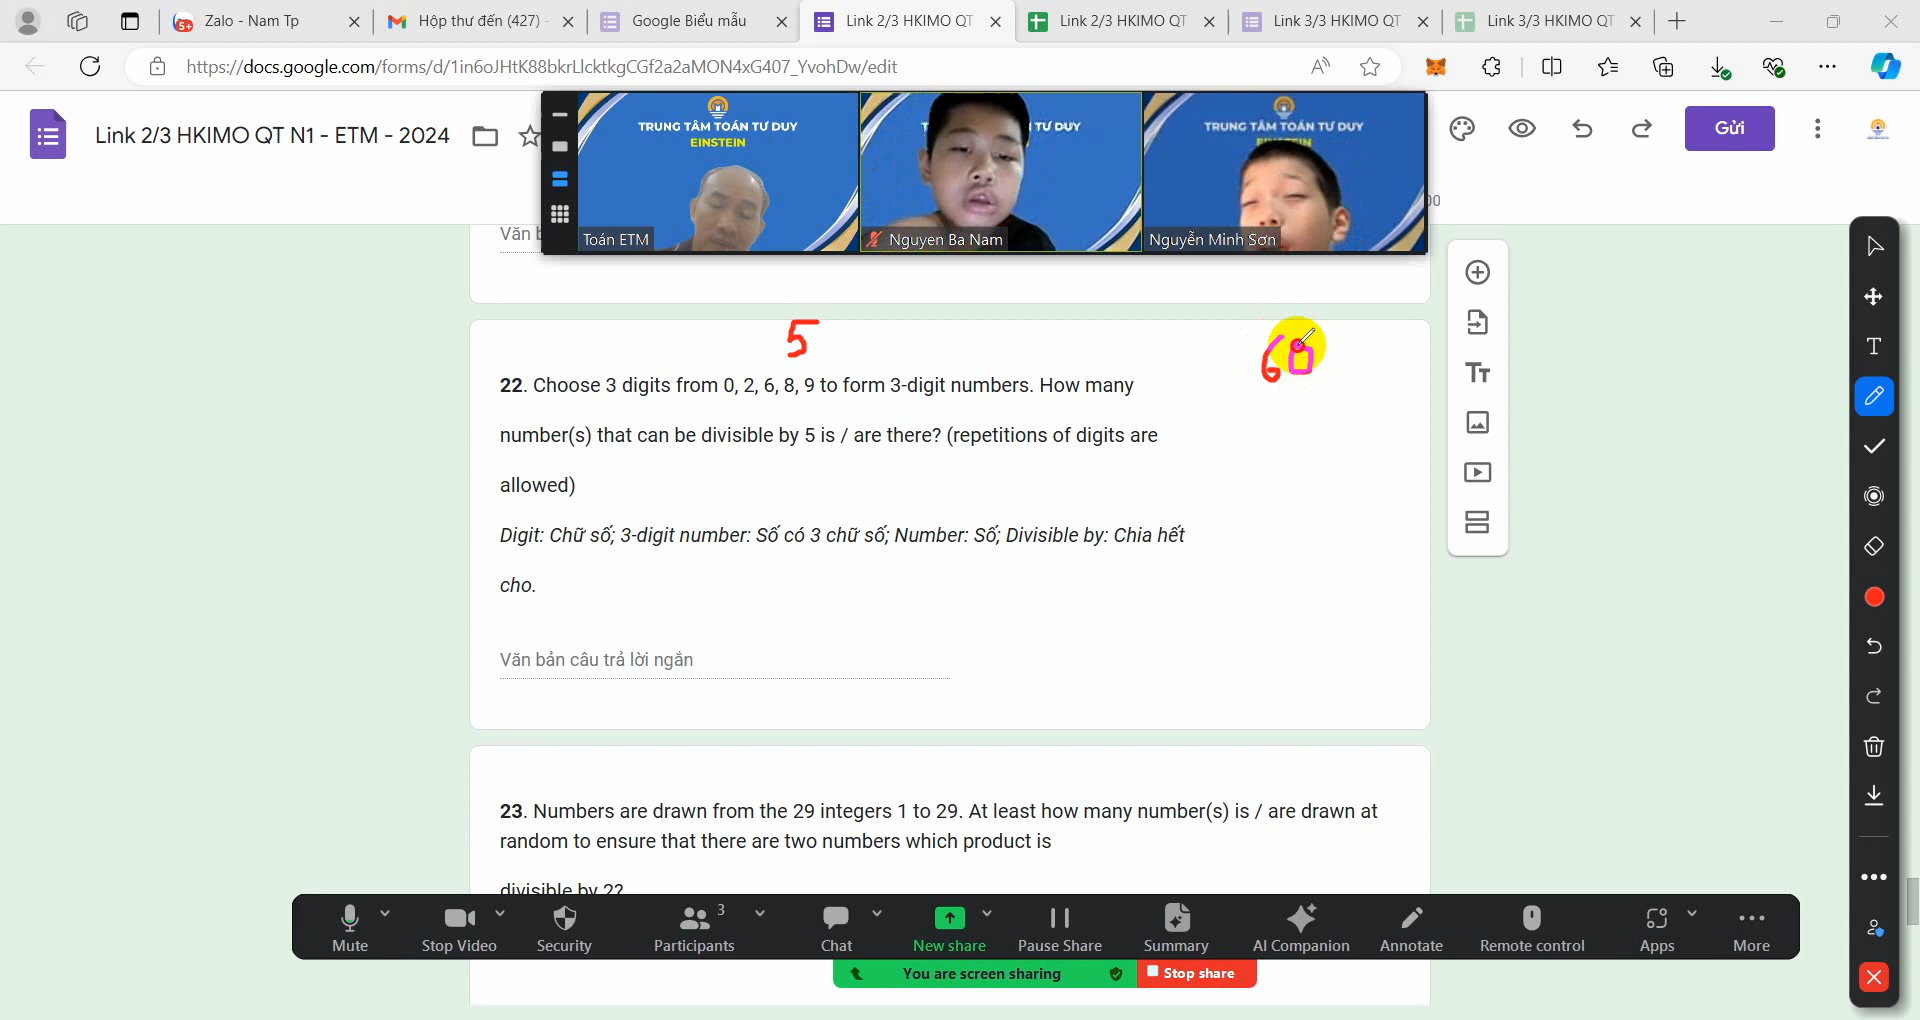 Zalo - Nam Tp
Hộp thư đến (427) -
Google Biểu mẫu
Link 2/3 HKIMO QT
Link 2/3 HKIMO QT
Link 3/3 HKIMO QT
Link 3/3 HKIMO QT
https://docs.google.com/forms/d/1in6oJHtK88bkrLlcktkgCGf2a2aMON4xG407_YvohDw/edit
Link 2/3 HKIMO QT N1 - ETM - 2024
Gửi
TRUNG TÂM TOÁN TƯ DUY
EINSTEIN
Toán ETM
TƯ DUY
Nguyen Ba Nam
TRUNG TÂM TOÁN TƯ DUY
EINSTEIN
Nguyễn Minh Sơn
00
Văn b
5
60
22. Choose 3 digits from 0, 2, 6, 8, 9 to form 3-digit numbers. How many
number(s) that can be divisible by 5 is / are there? (repetitions of digits are
allowed)
Digit: Chữ số; 3-digit number: Số có 3 chữ số; Number: Số; Divisible by: Chia hết
cho.
Văn bản câu trả lời ngắn
23. Numbers are drawn from the 29 integers 1 to 29. At least how many number(s) is / are drawn at
random to ensure that there are two numbers which product is
divisible by 2?
Mute
Stop Video
Security
Participants
3
Chat
New share
Pause Share
Summary
AI Companion
Annotate
Remote control
Apps
More
You are screen sharing
Stop share